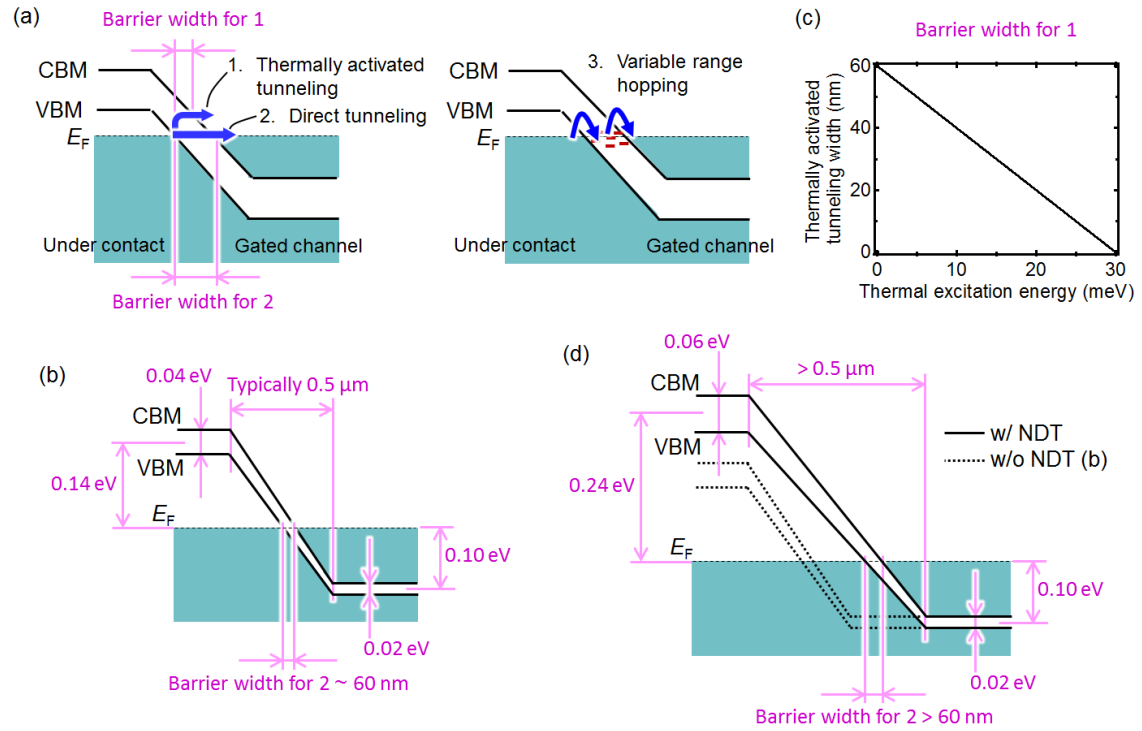 (a)
Barrier width for 1
CBM
VBM
E_F
1. Thermally activated
tunneling
2. Direct tunneling
Under contact
Gated channel
Barrier width for 2
CBM
VBM
E_F
3. Variable range
hopping
Under contact
Gated channel
(c)
Barrier width for 1
Thermally activated
tunneling width (nm)
60
40
20
0
0
10
20
30
Thermal excitation energy (meV)
(b)
0.04 eV
Typically 0.5 µm
CBM
VBM
0.14 eV
E_F
0.10 eV
0.02 eV
Barrier width for 2 ~ 60 nm
(d)
0.06 eV
> 0.5 µm
CBM
VBM
w/ NDT
w/o NDT (b)
0.24 eV
E_F
0.10 eV
0.02 eV
Barrier width for 2 > 60 nm